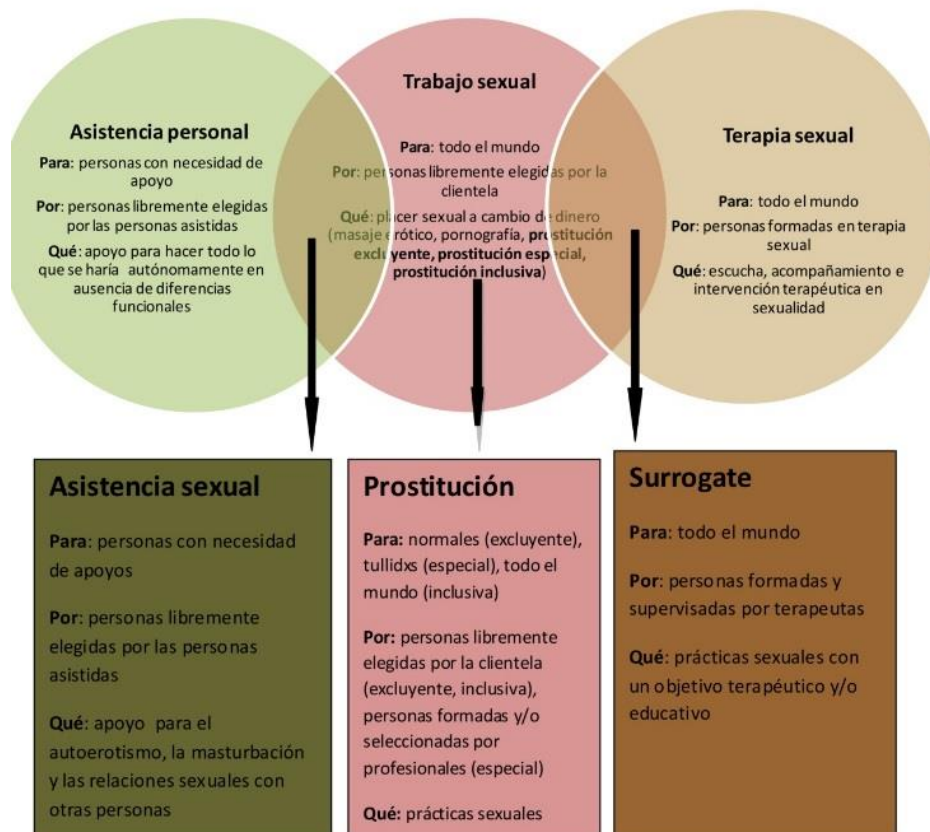 Asistencia personal
Para: personas con necesidad de
apoyo
Por: personas libremente elegidas
por las personas asistidas
Qué: apoyo para hacer todo lo
que se haría autónomamente en
ausencia de diferencias
funcionales
Trabajo sexual
Para: todo el mundo
Por: personas libremente elegidas por la
clientela
Qué: placer sexual a cambio de dinero
(masaje erótico, pornografía, prostitución
excluyente, prostitución especial,
prostitución inclusiva)
Terapia sexual
Para: todo el mundo
Por: personas formadas en terapia
sexual
Qué: escucha, acompañamiento e
intervención terapéutica en
sexualidad
Asistencia sexual
Para: personas con necesidad
de apoyos
Por: personas libremente
elegidas por las personas
asistidas
Qué: apoyo para el
autoerotismo, la masturbación
y las relaciones sexuales con
otras personas
Prostitución
Para: normales (excluyente),
tullidxs (especial), todo el
mundo (inclusiva)
Por: personas libremente
elegidas por la clientela
(excluyente, inclusiva),
personas formadas y/o
seleccionadas por
profesionales (especial)
Qué: prácticas sexuales
Surrogate
Para: todo el mundo
Por: personas formadas y
supervisadas por terapeutas
Qué: prácticas sexuales con
un objetivo terapéutico y/o
educativo